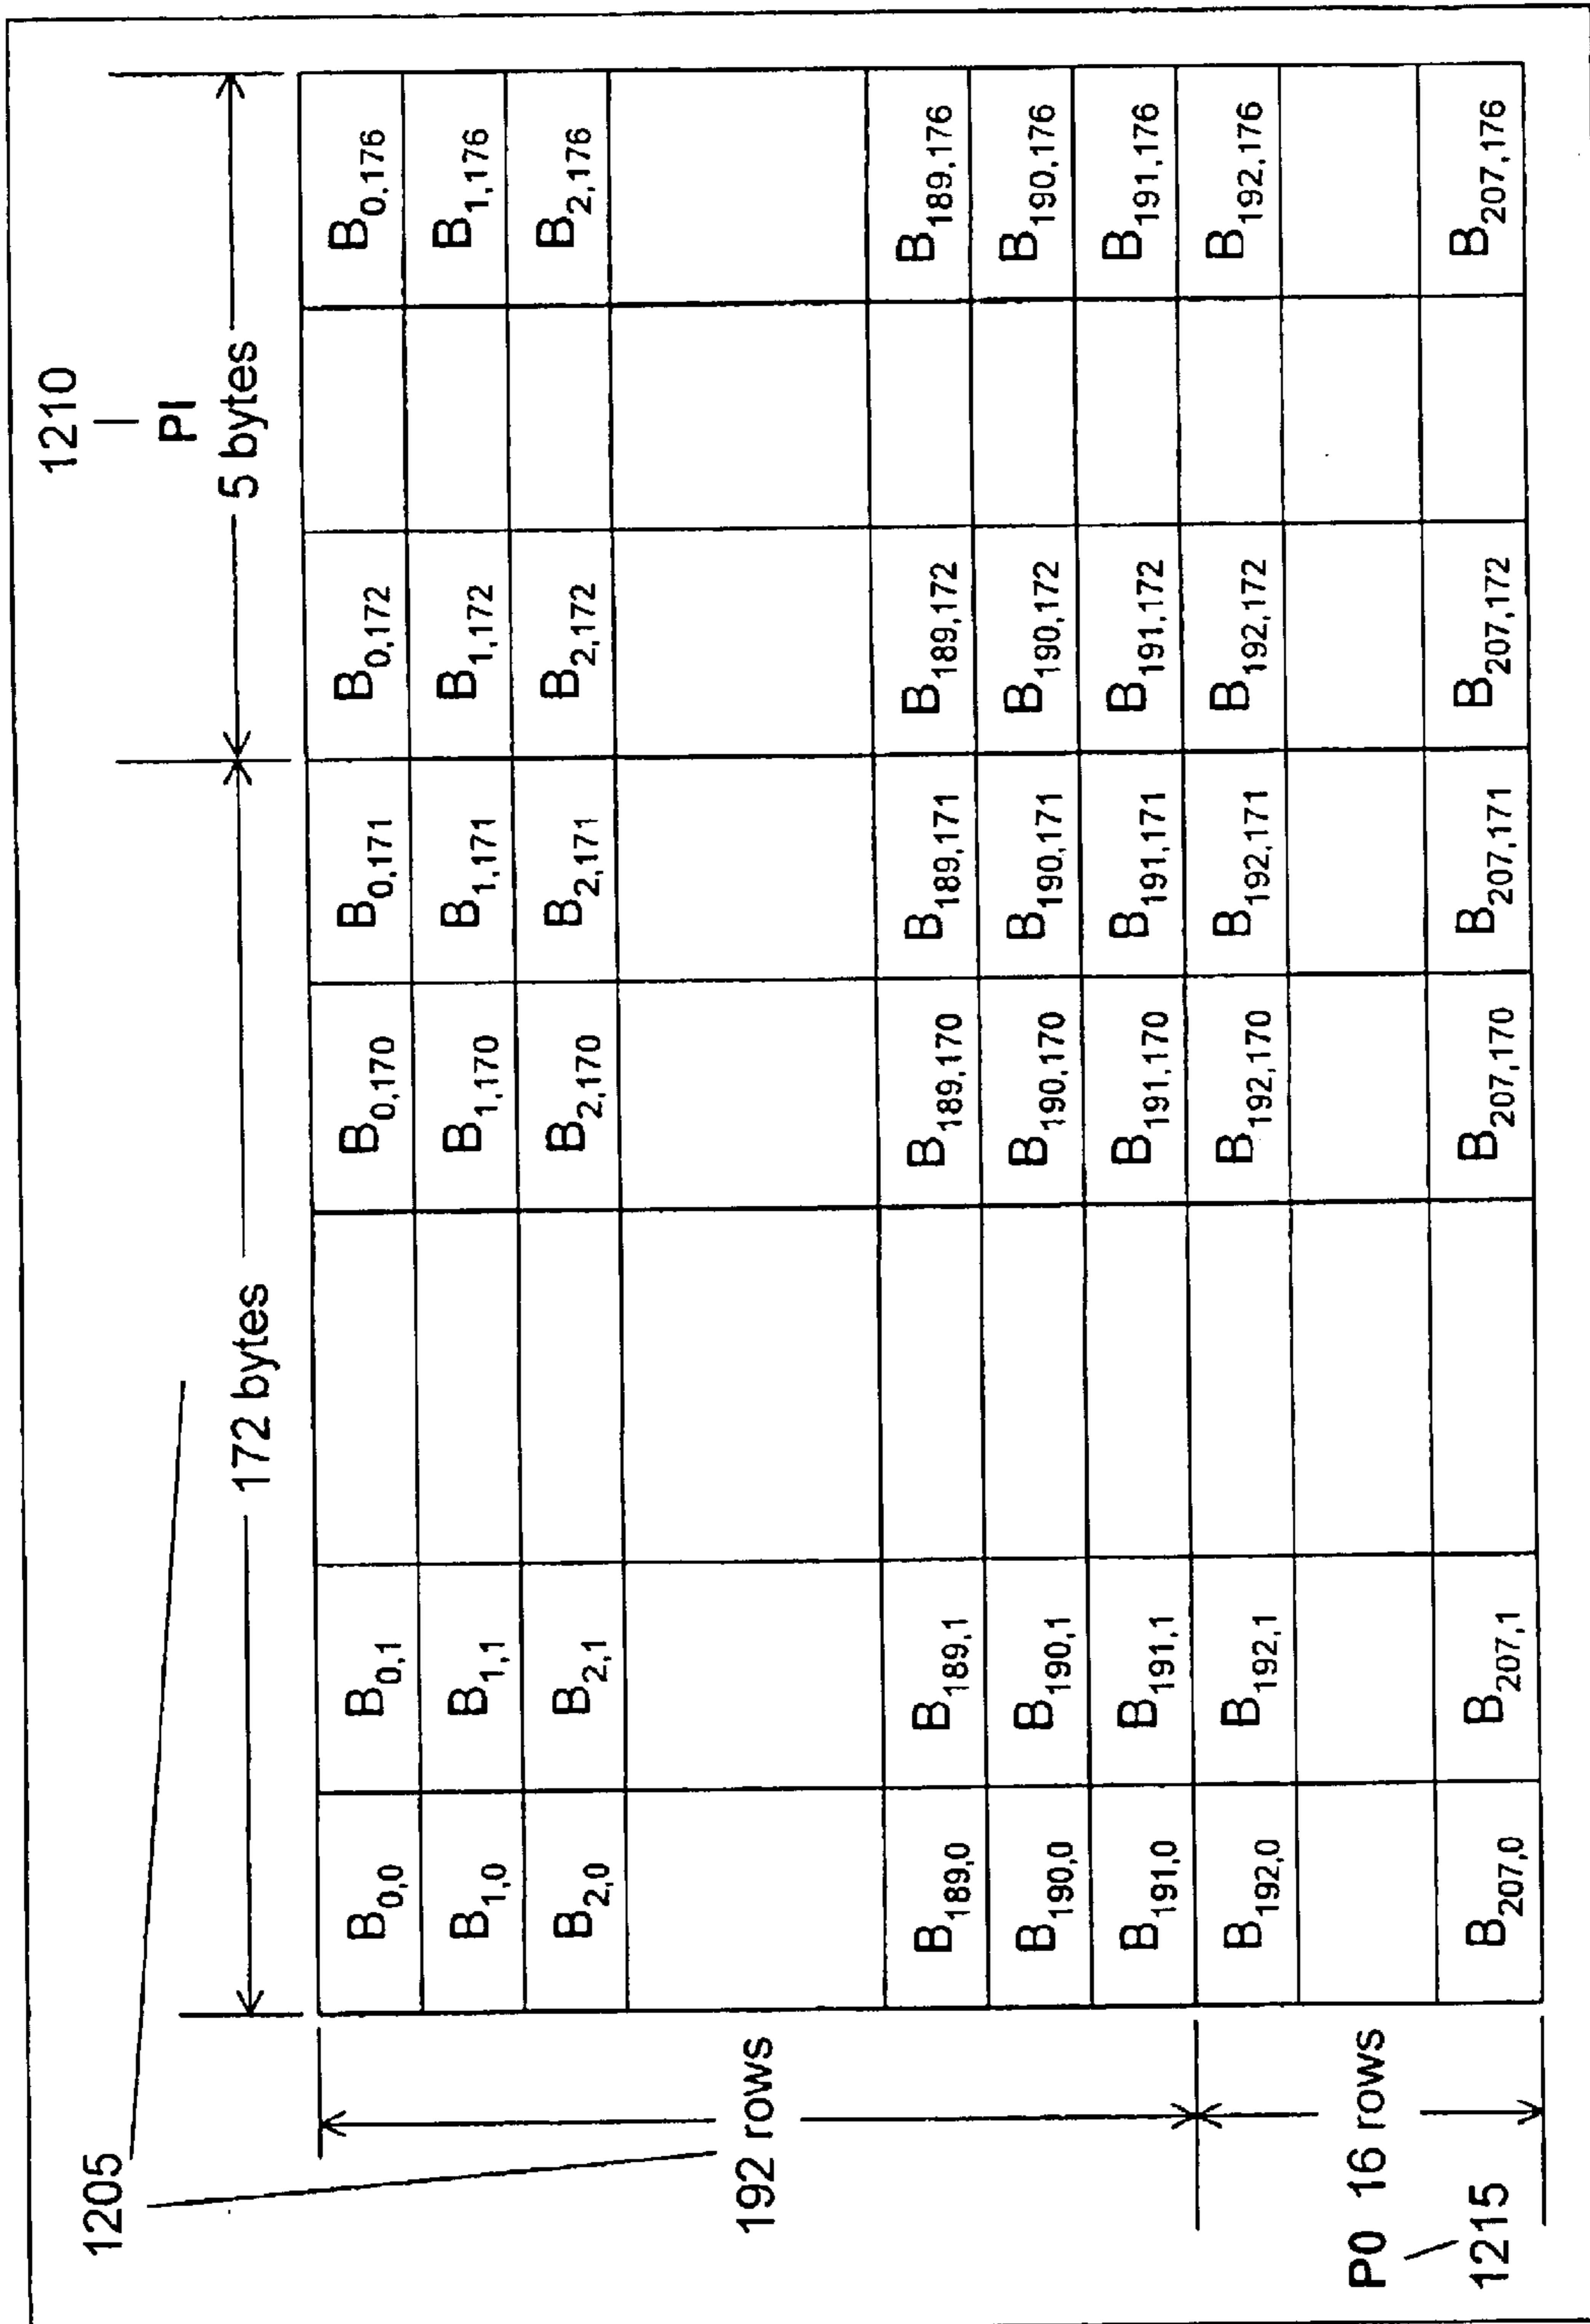 1210
PI
172 bytes 5 bytes
1205
B0,0 B0,1 B0,170 B0,171 B0,172 B0,176
B1,0 B1,1 B1,170 B1,171 B1,172 B1,176
B2,0 B2,1 B2,170 B2,171 B2,172 B2,176
192 rows
B189,0 B189,1 B189,170 B189,171 B189,172 B189,176
B190,0 B190,1 B190,170 B190,171 B190,172 B190,176
B191,0 B191,1 B191,170 B191,171 B191,172 B191,176
B192,0 B192,1 B192,170 B192,171 B192,172 B192,176
P0 16 rows
1215
B207,0 B207,1 B207,170 B207,171 B207,172 B207,176